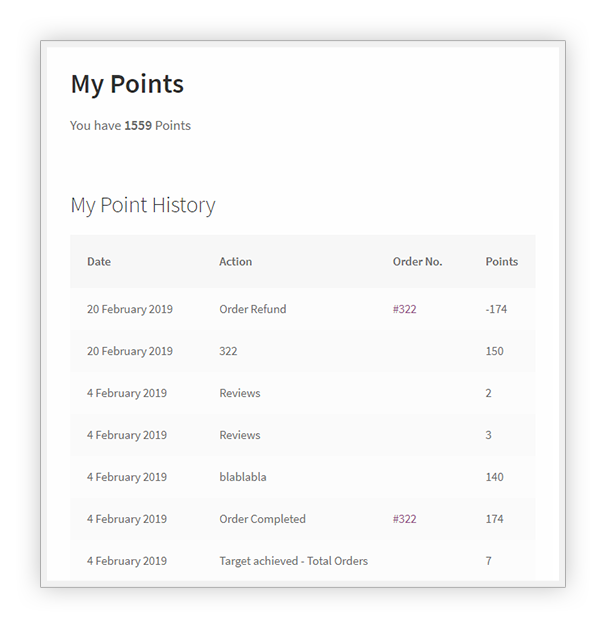 My Points
You have 1559 Points
My Point History
Date Action Order No. Points
20 February 2019 Order Refund #322 -174
20 February 2019 322 150
4 February 2019 Reviews 2
4 February 2019 Reviews 3
4 February 2019 blablabla 140
4 February 2019 Order Completed #322 174
4 February 2019 Target achieved - Total Orders 7